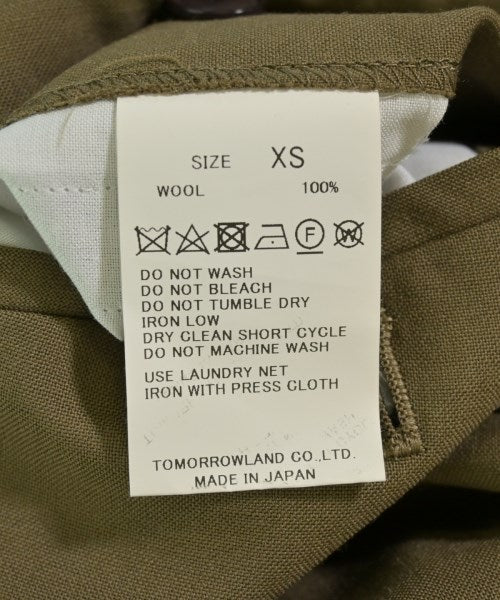 SIZE XS
WOOL 100%
F W
DO NOT WASH
DO NOT BLEACH
DO NOT TUMBLE DRY
IRON LOW
DRY CLEAN SHORT CYCLE
DO NOT MACHINE WASH
USE LAUNDRY NET
IRON WITH PRESS CLOTH
TOMORROWLAND CO.,LTD.
MADE IN JAPAN